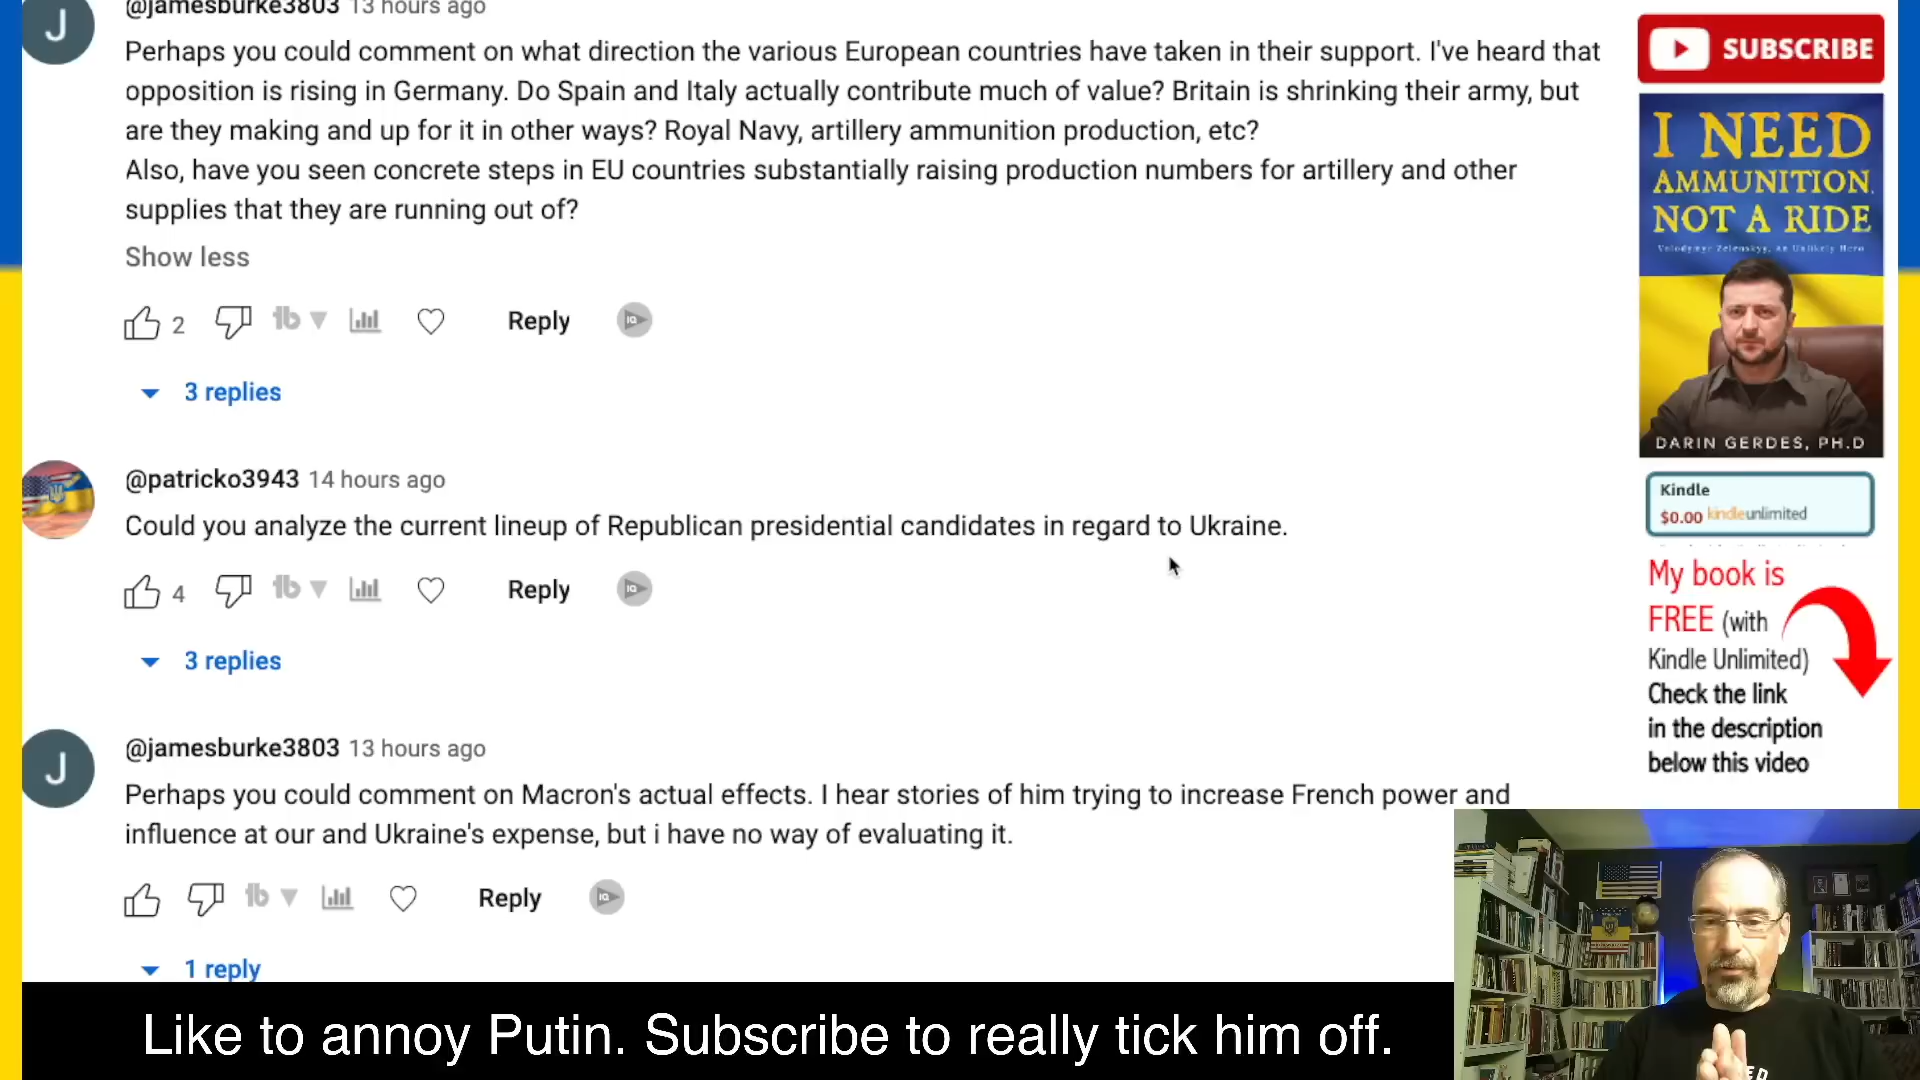 @jamesburke3803 13 hours ago
Perhaps you could comment on what direction the various European countries have taken in their support. I've heard that
opposition is rising in Germany. Do Spain and Italy actually contribute much of value? Britain is shrinking their army, but
are they making and up for it in other ways? Royal Navy, artillery ammunition production, etc?
Also, have you seen concrete steps in EU countries substantially raising production numbers for artillery and other
supplies that they are running out of?
Show less
2
Reply
3 replies
@patricko3943 14 hours ago
Could you analyze the current lineup of Republican presidential candidates in regard to Ukraine.
4
Reply
3 replies
J
@jamesburke3803 13 hours ago
Perhaps you could comment on Macron's actual effects. I hear stories of him trying to increase French power and
influence at our and Ukraine's expense, but i have no way of evaluating it.
Reply
1 reply
J
SUBSCRIBE
I NEED
AMMUNITION,
NOT A RIDE
Volodymyr Zelenskyy, An Unlikely Hero
DARIN GERDES, PH.D
Kindle
$0.00 kindleunlimited
My book is
FREE (with
Kindle Unlimited)
Check the link
in the description
below this video
Like to annoy Putin. Subscribe to really tick him off.